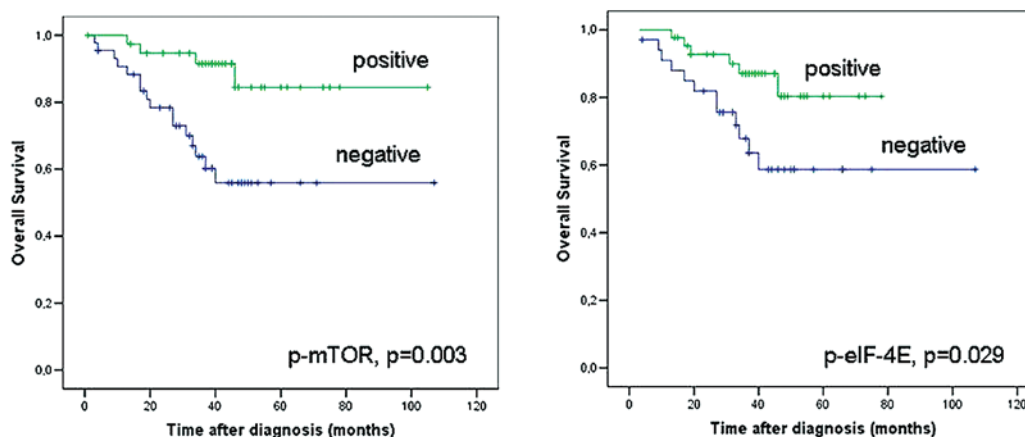 1,0
0,8
0,6
0,4
0,2
0,0
Overall Survival
positive
negative
p-mTOR, p=0.003
0 20 40 60 80 100 120
Time after diagnosis (months)
1,0
0,8
0,6
0,4
0,2
0,0
Overall Survival
positive
negative
p-eIF-4E, p=0.029
0 20 40 60 80 100 120
Time after diagnosis (months)